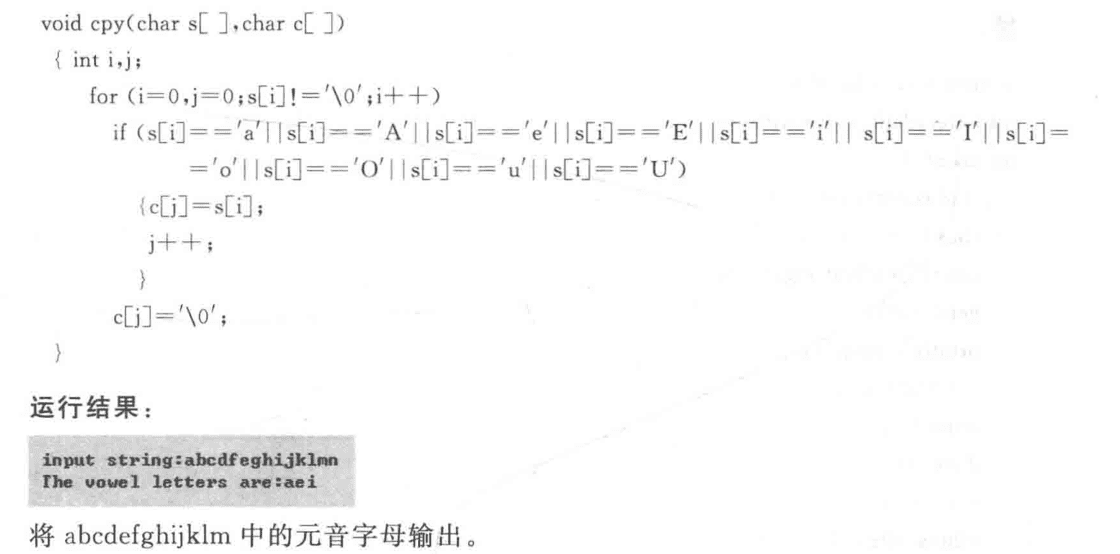 void cpy(char s[ ],char c[ ])
{ int i,j;
for (i=0,j=0;s[i]!='\0';i++)
if (s[i]=='a'||s[i]=='A'||s[i]=='e'||s[i]=='E'||s[i]=='i'|| s[i]=='I'||s[i]=
='o'||s[i]=='O'||s[i]=='u'||s[i]=='U')
{c[j]=s[i];
j++;
}
c[j]='\0';
}
运行结果:
input string:abcdfeghijklmn
The vowel letters are:aei
将 abcdefghijklm 中的元音字母输出。